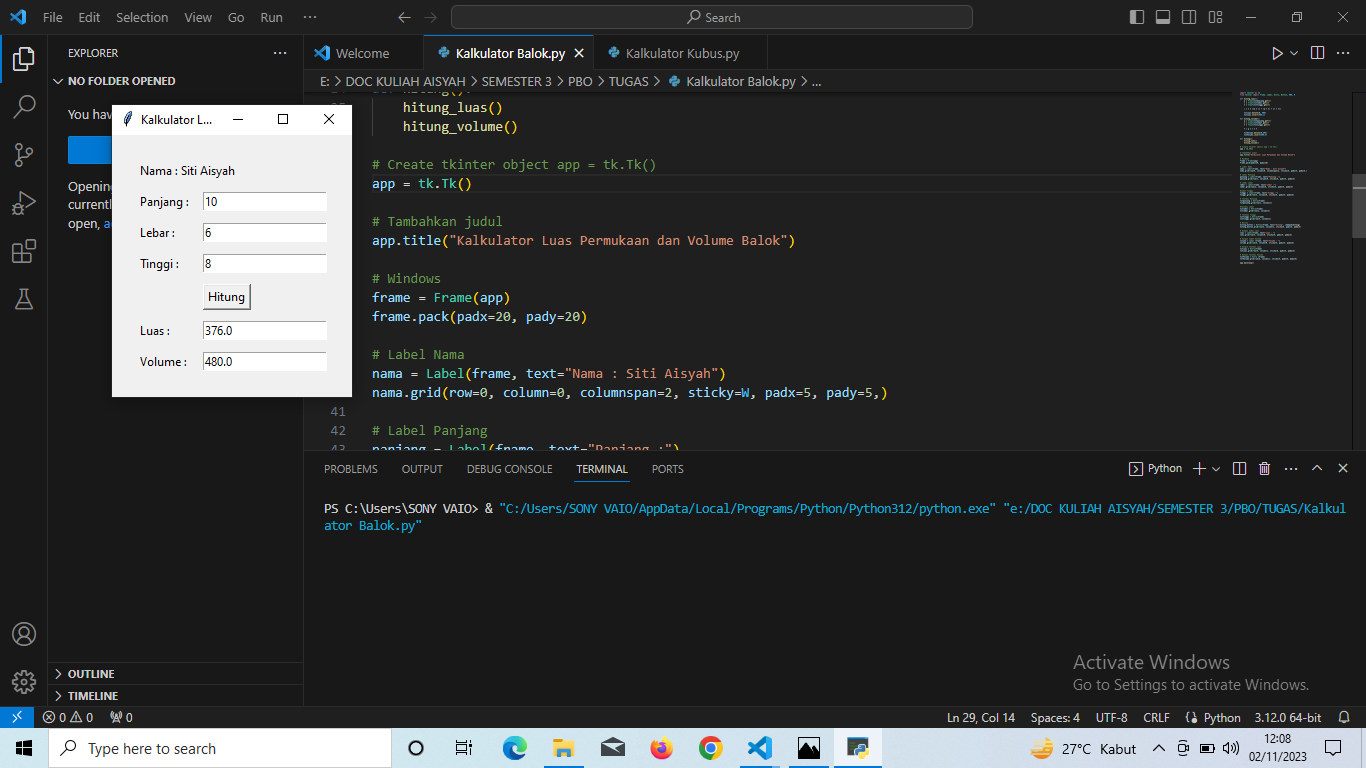 File Edit Selection View Go Run ···
Search
EXPLORER ···
NO FOLDER OPENED
You hav
Opening
currentl
open, a
OUTLINE
TIMELINE
Kalkulator L...
Nama : Siti Aisyah
Panjang : 10
Lebar : 6
Tinggi : 8
Hitung
Luas : 376.0
Volume : 480.0
Welcome Kalkulator Balok.py Kalkulator Kubus.py
E: > DOC KULIAH AISYAH > SEMESTER 3 > PBO > TUGAS > Kalkulator Balok.py > ...
hitung_luas()
hitung_volume()
# Create tkinter object app = tk.Tk()
app = tk.Tk()
# Tambahkan judul
app.title("Kalkulator Luas Permukaan dan Volume Balok")
# Windows
frame = Frame(app)
frame.pack(padx=20, pady=20)
# Label Nama
nama = Label(frame, text="Nama : Siti Aisyah")
nama.grid(row=0, column=0, columnspan=2, sticky=W, padx=5, pady=5,)
41
42 # Label Panjang
43 panjang = Label(frame, text="Panjang :")
PROBLEMS OUTPUT DEBUG CONSOLE TERMINAL PORTS
Python
PS C:\Users\SONY VAIO> & "C:/Users/SONY VAIO/AppData/Local/Programs/Python/Python312/python.exe" "e:/DOC KULIAH AISYAH/SEMESTER 3/PBO/TUGAS/Kalkul
ator Balok.py"
Activate Windows
Go to Settings to activate Windows.
0 0 0 Ln 29, Col 14 Spaces: 4 UTF-8 CRLF Python 3.12.0 64-bit
Type here to search
27°C Kabut
12:08
02/11/2023